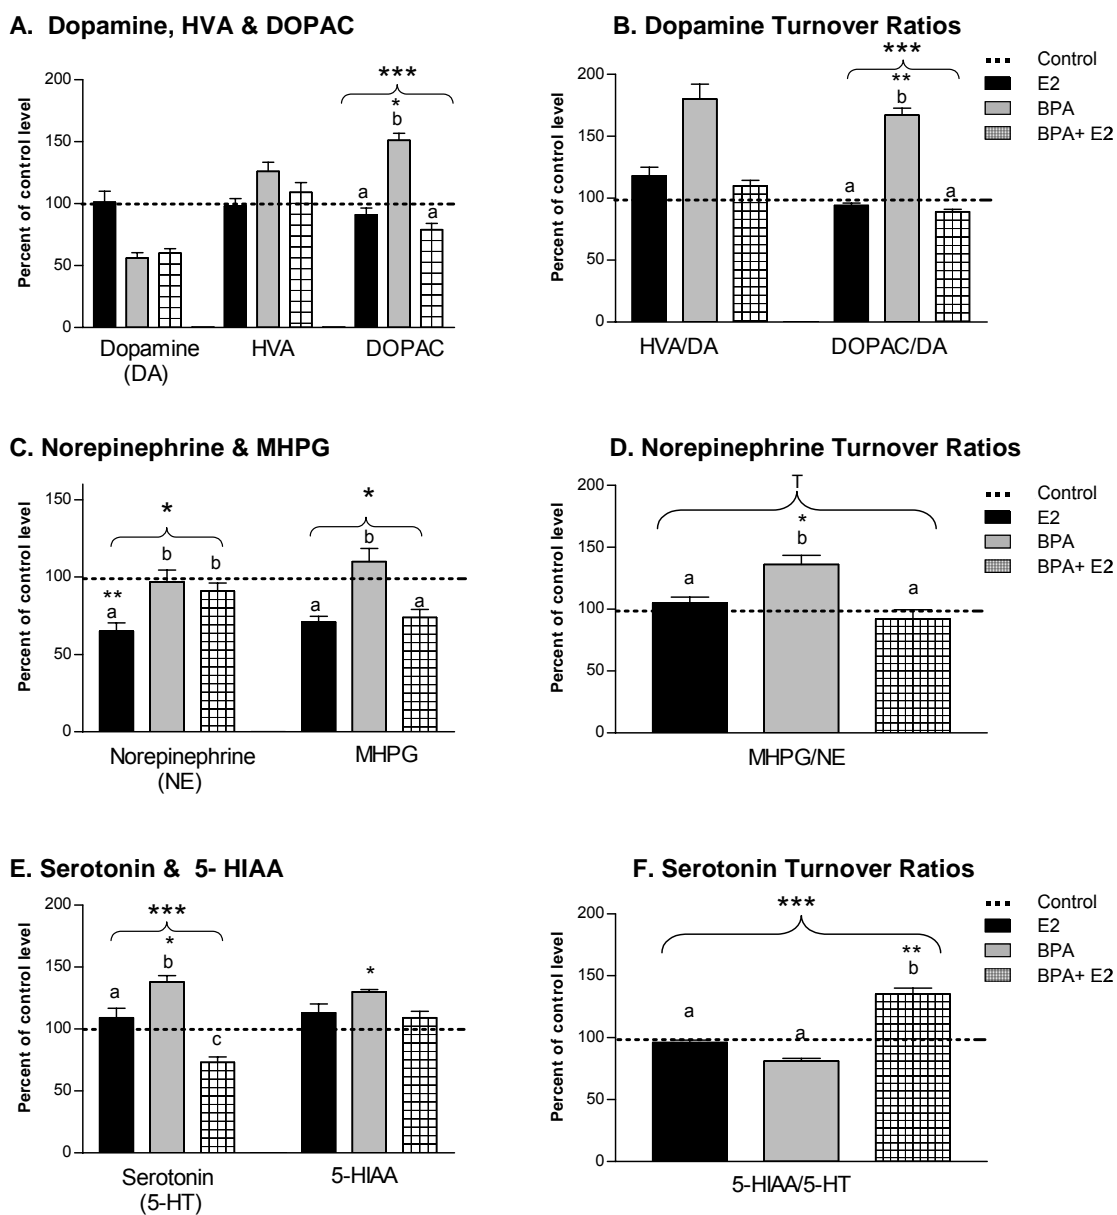 A. Dopamine, HVA & DOPAC
Percent of control level
200
150
100
50
0
***
*
b
a
a
Dopamine
(DA)
HVA
DOPAC
B. Dopamine Turnover Ratios
Percent of control level
200
150
100
50
0
***
**
b
a
a
HVA/DA
DOPAC/DA
Control
E2
BPA
BPA+ E2
C. Norepinephrine & MHPG
Percent of control level
150
100
50
0
*
*
b
b
b
**
a
a
a
Norepinephrine
(NE)
MHPG
D. Norepinephrine Turnover Ratios
Percent of control level
200
150
100
50
0
T
*
b
a
a
MHPG/NE
Control
E2
BPA
BPA+ E2
E. Serotonin & 5- HIAA
Percent of control level
200
150
100
50
0
***
*
b
a
c
*
Serotonin
(5-HT)
5-HIAA
F. Serotonin Turnover Ratios
Percent of control level
200
150
100
50
0
***
**
b
a
a
5-HIAA/5-HT
Control
E2
BPA
BPA+ E2